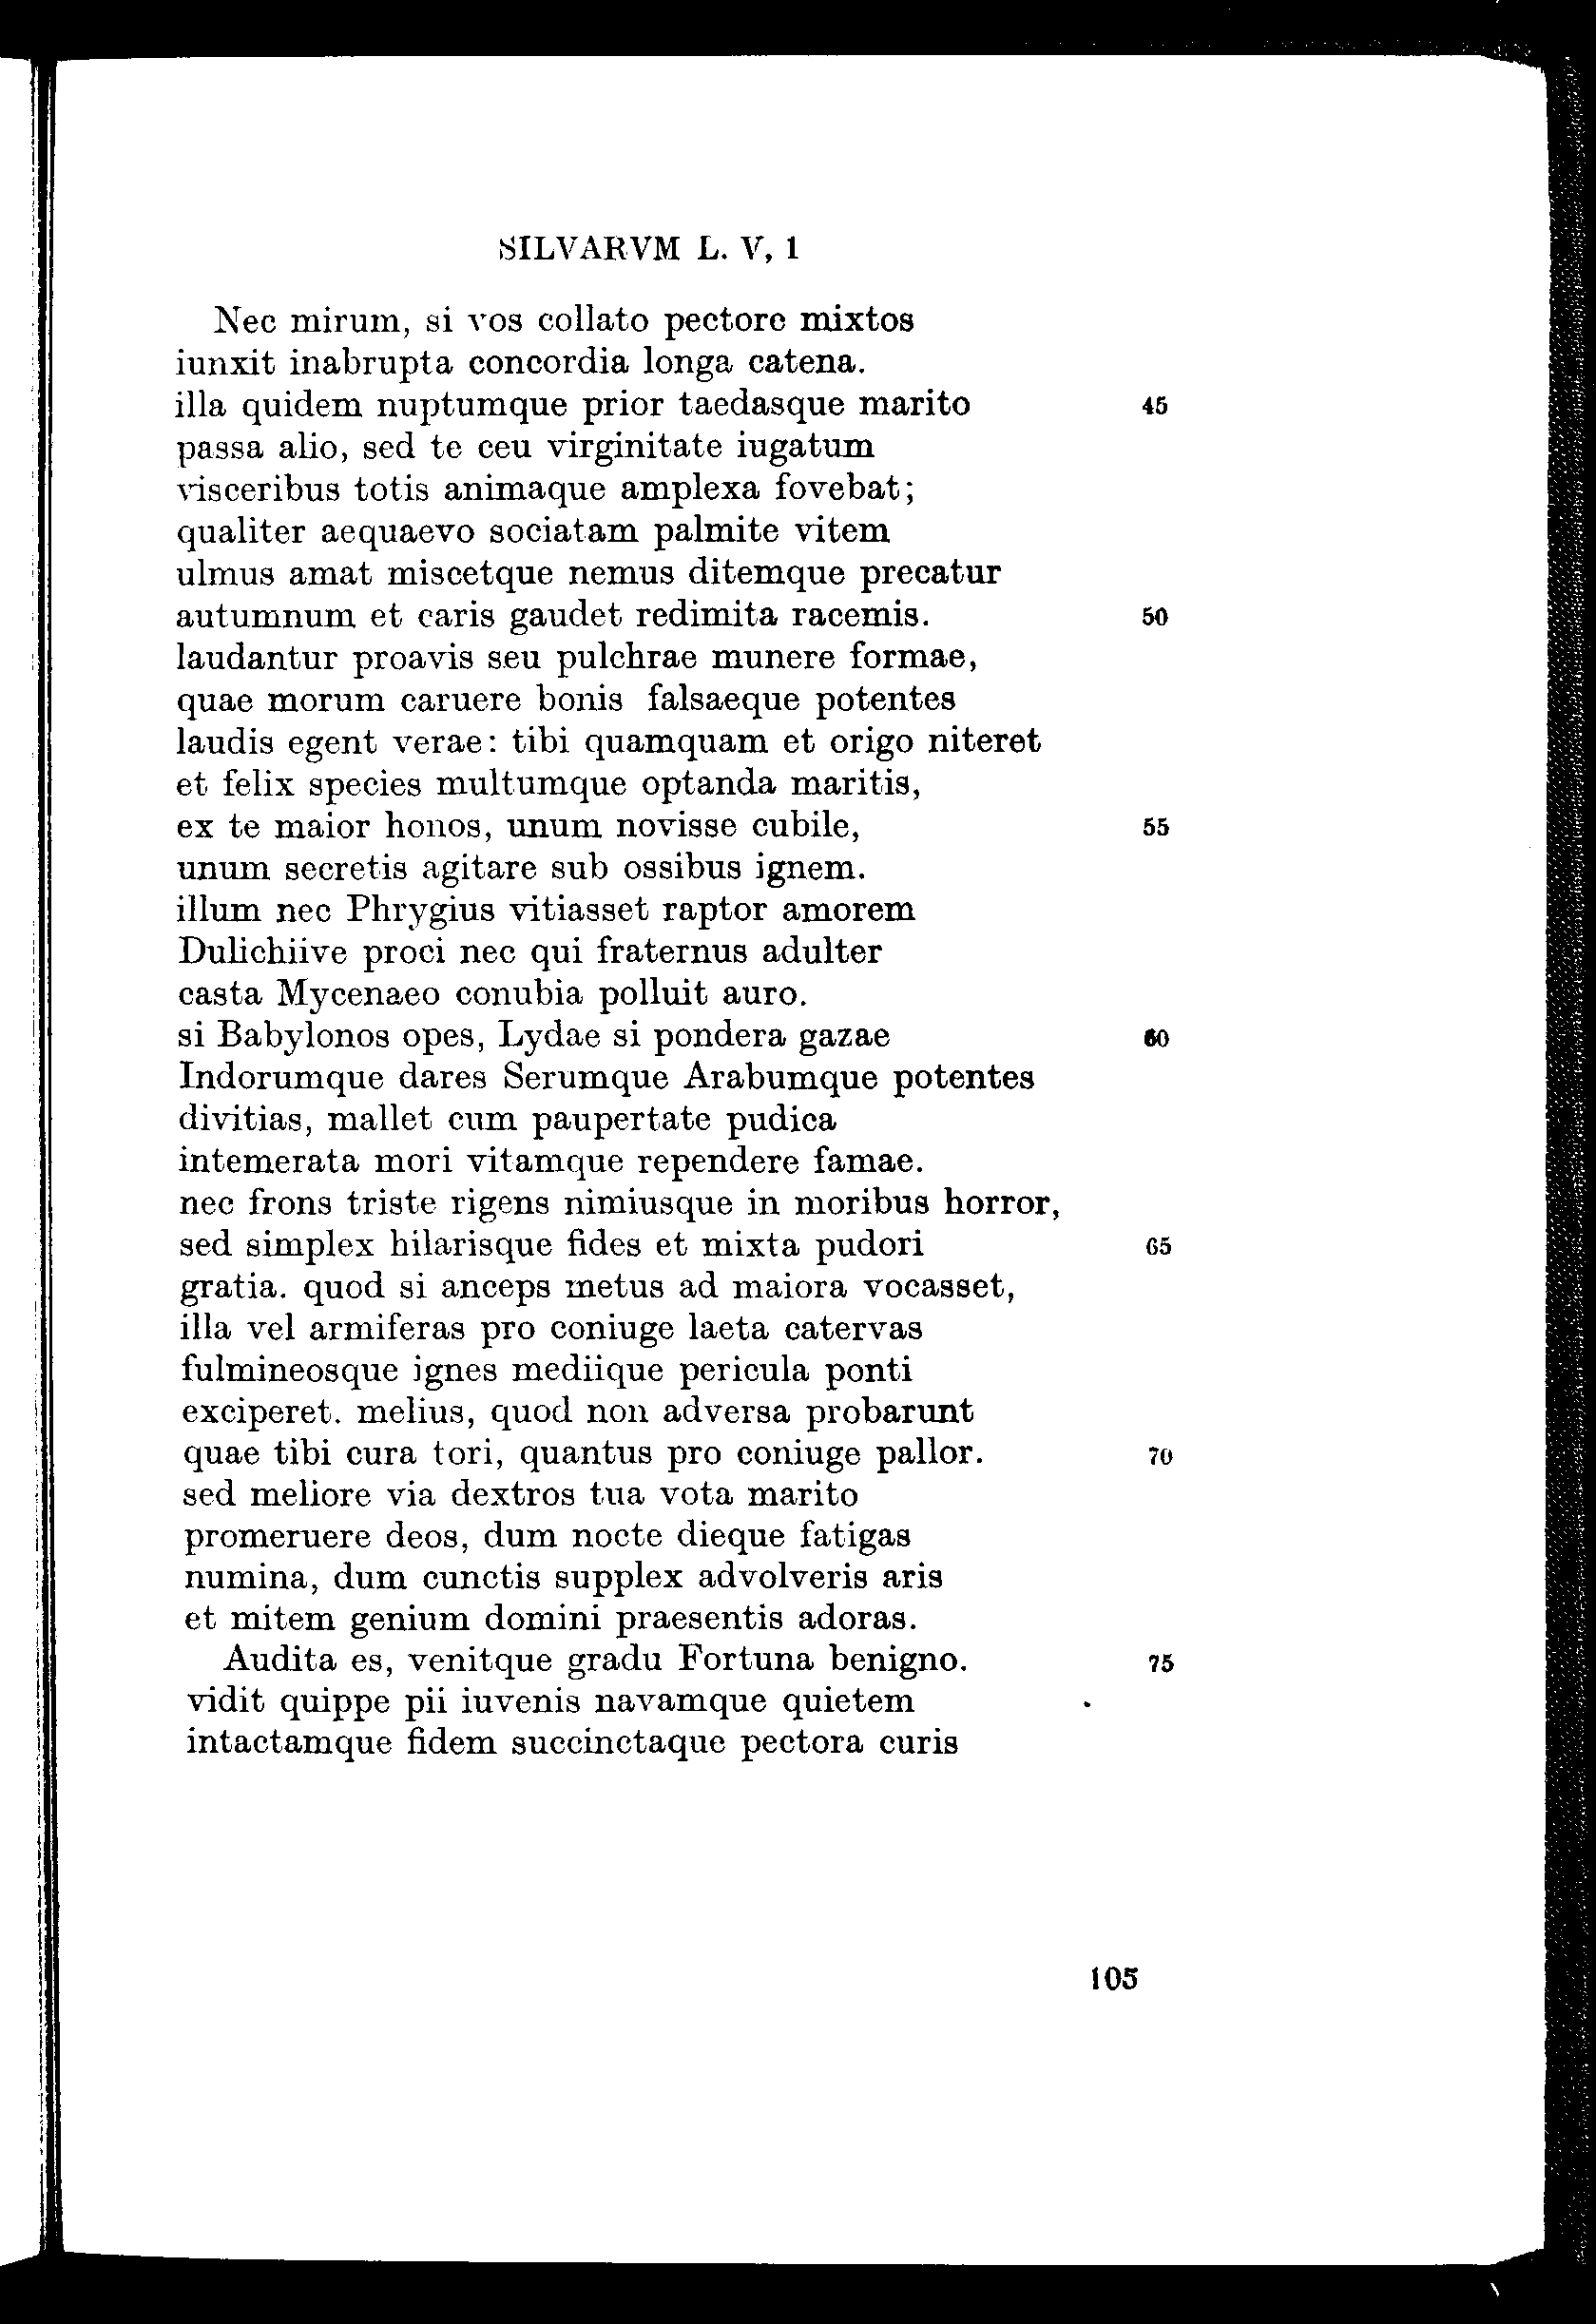 SILVARVM L. V, 1
Nec mirum, si vos collato pectore mixtos
iunxit inabrupta concordia longa catena.
illa quidem nuptumque prior taedasque marito 45
passa alio, sed te ceu virginitate iugatum
visceribus totis animaque amplexa fovebat;
qualiter aequaevo sociatam palmite vitem
ulmus amat miscetque nemus ditemque precatur
autumnum et caris gaudet redimita racemis. 50
laudantur proavis seu pulchrae munere formae,
quae morum caruere bonis falsaeque potentes
laudis egent verae: tibi quamquam et origo niteret
et felix species multumque optanda maritis,
ex te maior honos, unum novisse cubile, 55
unum secretis agitare sub ossibus ignem.
illum nec Phrygius vitiasset raptor amorem
Dulichiive proci nec qui fraternus adulter
casta Mycenaeo conubia polluit auro.
si Babylonos opes, Lydae si pondera gazae 60
Indorumque dares Serumque Arabumque potentes
divitias, mallet cum paupertate pudica
intemerata mori vitamque rependere famae.
nec frons triste rigens nimiusque in moribus horror,
sed simplex hilarisque fides et mixta pudori 65
gratia. quod si anceps metus ad maiora vocasset,
illa vel armiferas pro coniuge laeta catervas
fulmineosque ignes mediique pericula ponti
exciperet. melius, quod non adversa probarunt
quae tibi cura tori, quantus pro coniuge pallor. 70
sed meliore via dextros tua vota marito
promeruere deos, dum nocte dieque fatigas
numina, dum cunctis supplex advolveris aris
et mitem genium domini praesentis adoras.
Audita es, venitque gradu Fortuna benigno. 75
vidit quippe pii iuvenis navamque quietem
intactamque fidem succinctaque pectora curis
105